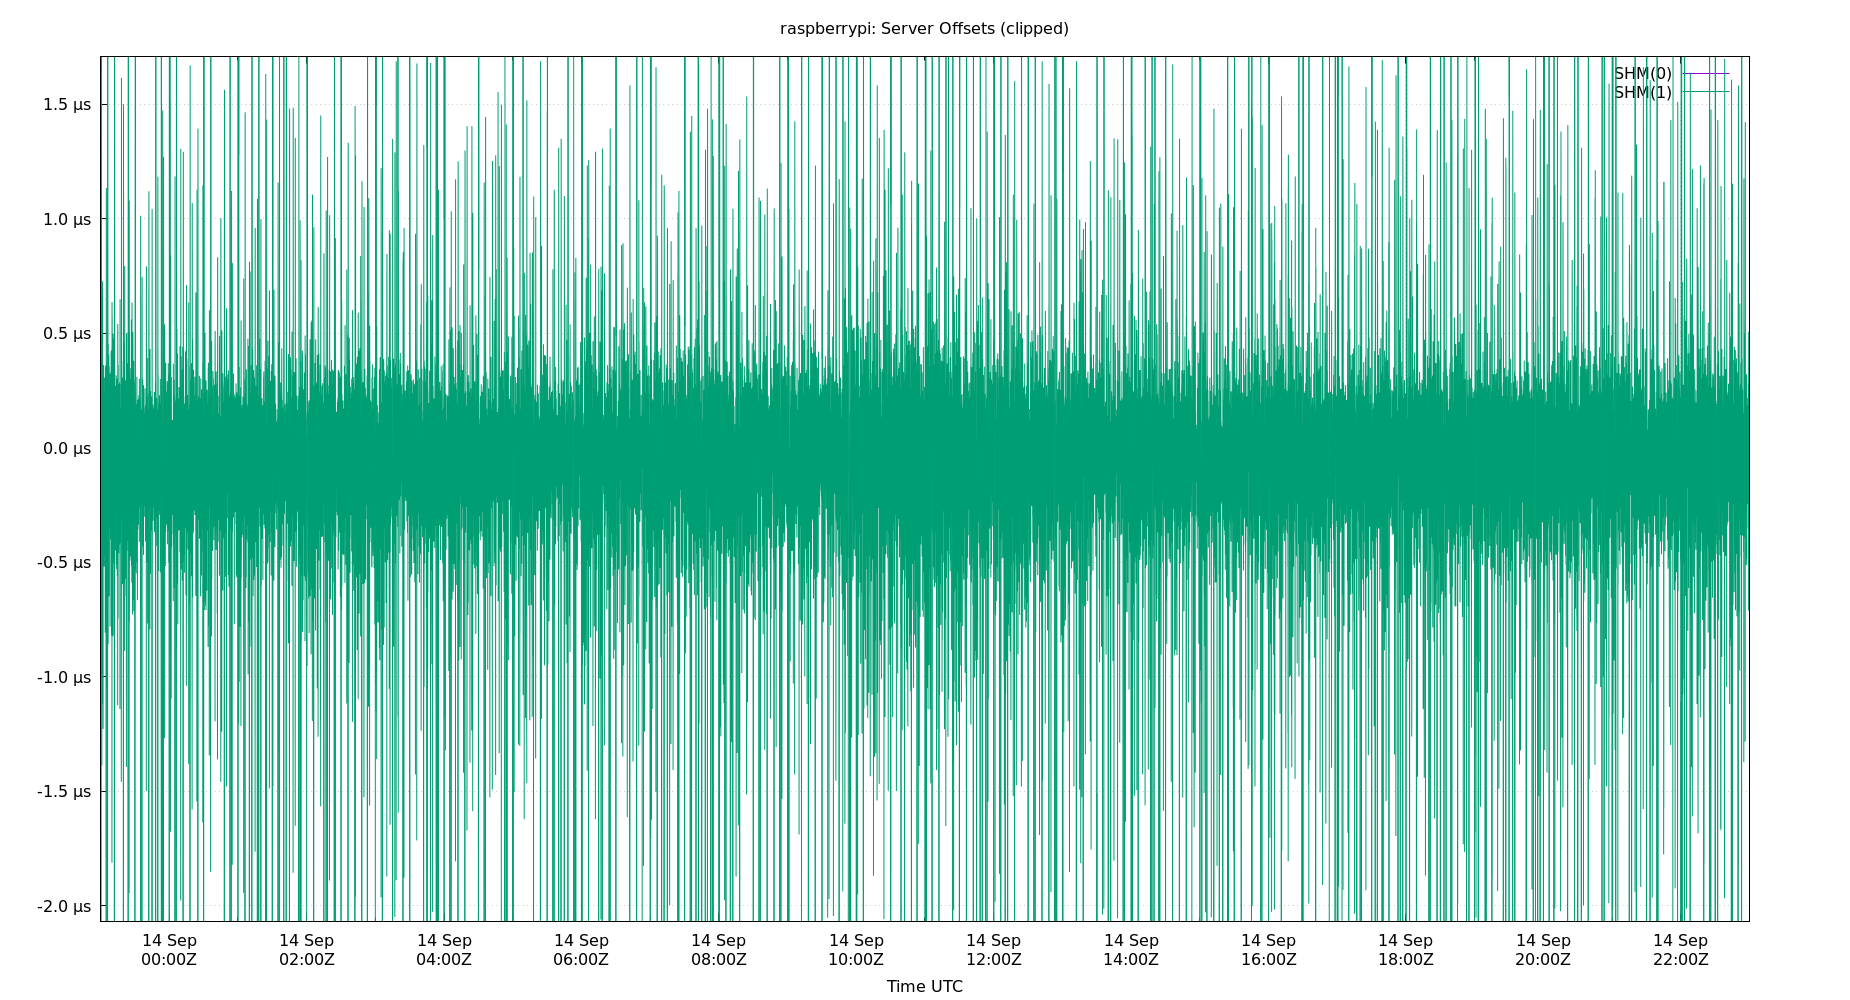 raspberrypi: Server Offsets (clipped)
SHM(0)
SHM(1)
1.5 µs
1.0 µs
0.5 µs
0.0 µs
-0.5 µs
-1.0 µs
-1.5 µs
-2.0 µs
14 Sep 14 Sep 14 Sep 14 Sep 14 Sep 14 Sep 14 Sep 14 Sep 14 Sep 14 Sep 14 Sep 14 Sep
00:00Z 02:00Z 04:00Z 06:00Z 08:00Z 10:00Z 12:00Z 14:00Z 16:00Z 18:00Z 20:00Z 22:00Z
Time UTC